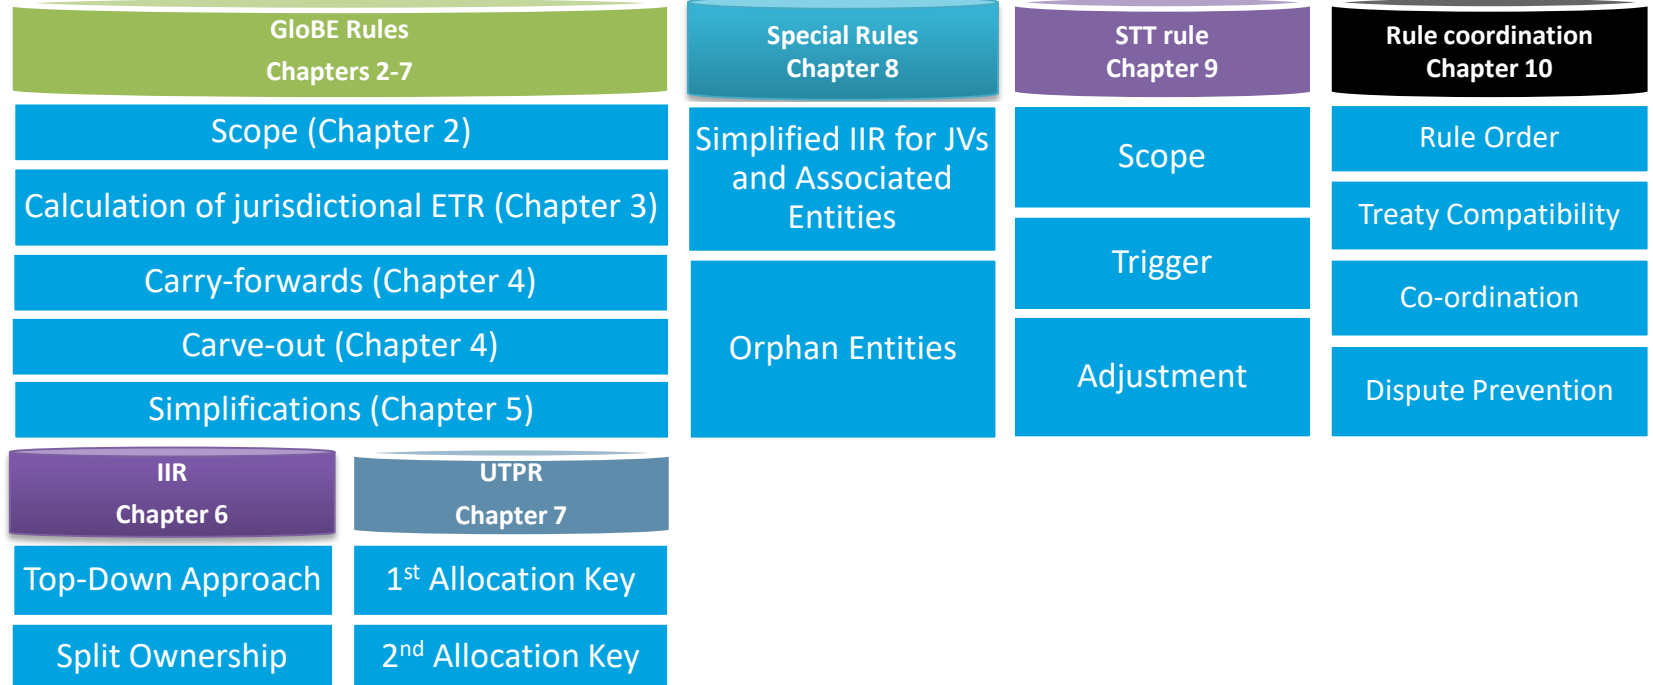 GloBE Rules
Chapters 2-7
Scope (Chapter 2)
Calculation of jurisdictional ETR (Chapter 3)
Carry-forwards (Chapter 4)
Carve-out (Chapter 4)
Simplifications (Chapter 5)
IIR
Chapter 6
Top-Down Approach
Split Ownership
UTPR
Chapter 7
1st Allocation Key
2nd Allocation Key
Special Rules
Chapter 8
Simplified IIR for JVs
and Associated
Entities
Orphan Entities
STT rule
Chapter 9
Scope
Trigger
Adjustment
Rule coordination
Chapter 10
Rule Order
Treaty Compatibility
Co-ordination
Dispute Prevention